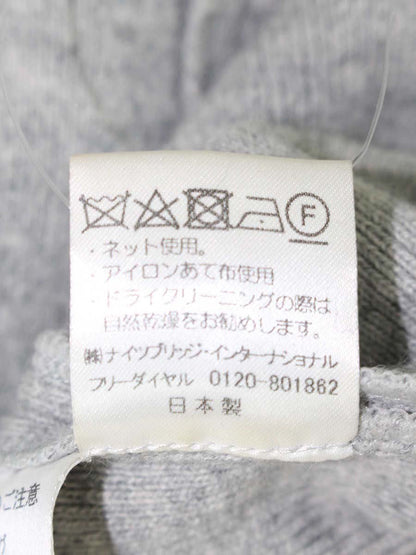 F
・ネット使用。
・アイロンあて布使用
・ドライクリーニングの際は
自然乾燥をお勧めします。
㈱ナイツブリッジ・インターナショナル
フリーダイヤル 0120-801862
日本製
ご注意